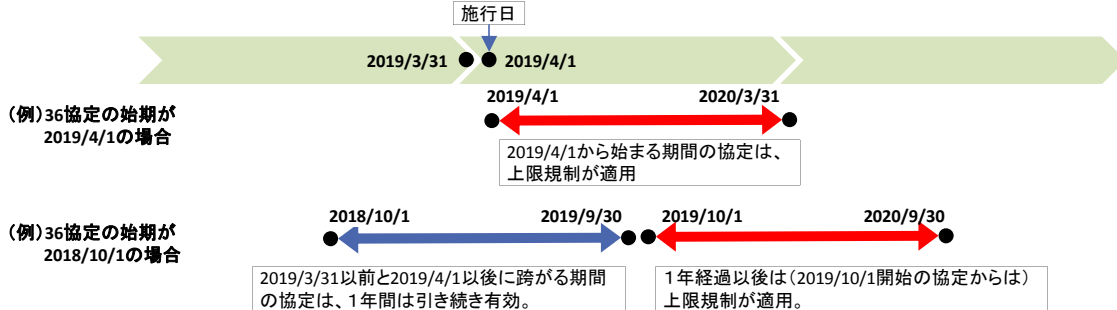 施行日
2019/3/31
2019/4/1
(例)36協定の始期が
2019/4/1の場合
2019/4/1
2020/3/31
2019/4/1から始まる期間の協定は、
上限規制が適用
(例)36協定の始期が
2018/10/1の場合
2018/10/1
2019/9/30
2019/10/1
2020/9/30
2019/3/31以前と2019/4/1以後に跨がる期間
の協定は、1年間は引き続き有効。
1年経過以後は(2019/10/1開始の協定からは)
上限規制が適用。